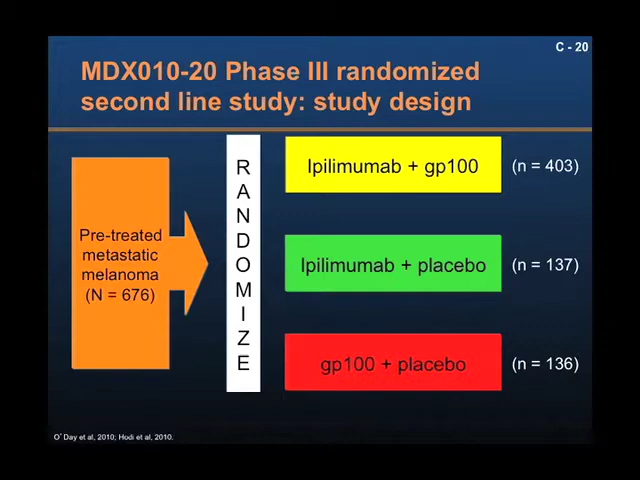 C - 20
MDX010-20 Phase III randomized
second line study: study design
Pre-treated
metastatic
melanoma
(N = 676)
R
A
N
D
O
M
I
Z
E
Ipilimumab + gp100
(n = 403)
Ipilimumab + placebo
(n = 137)
gp100 + placebo
(n = 136)
O' Day et al, 2010; Hodi et al, 2010.